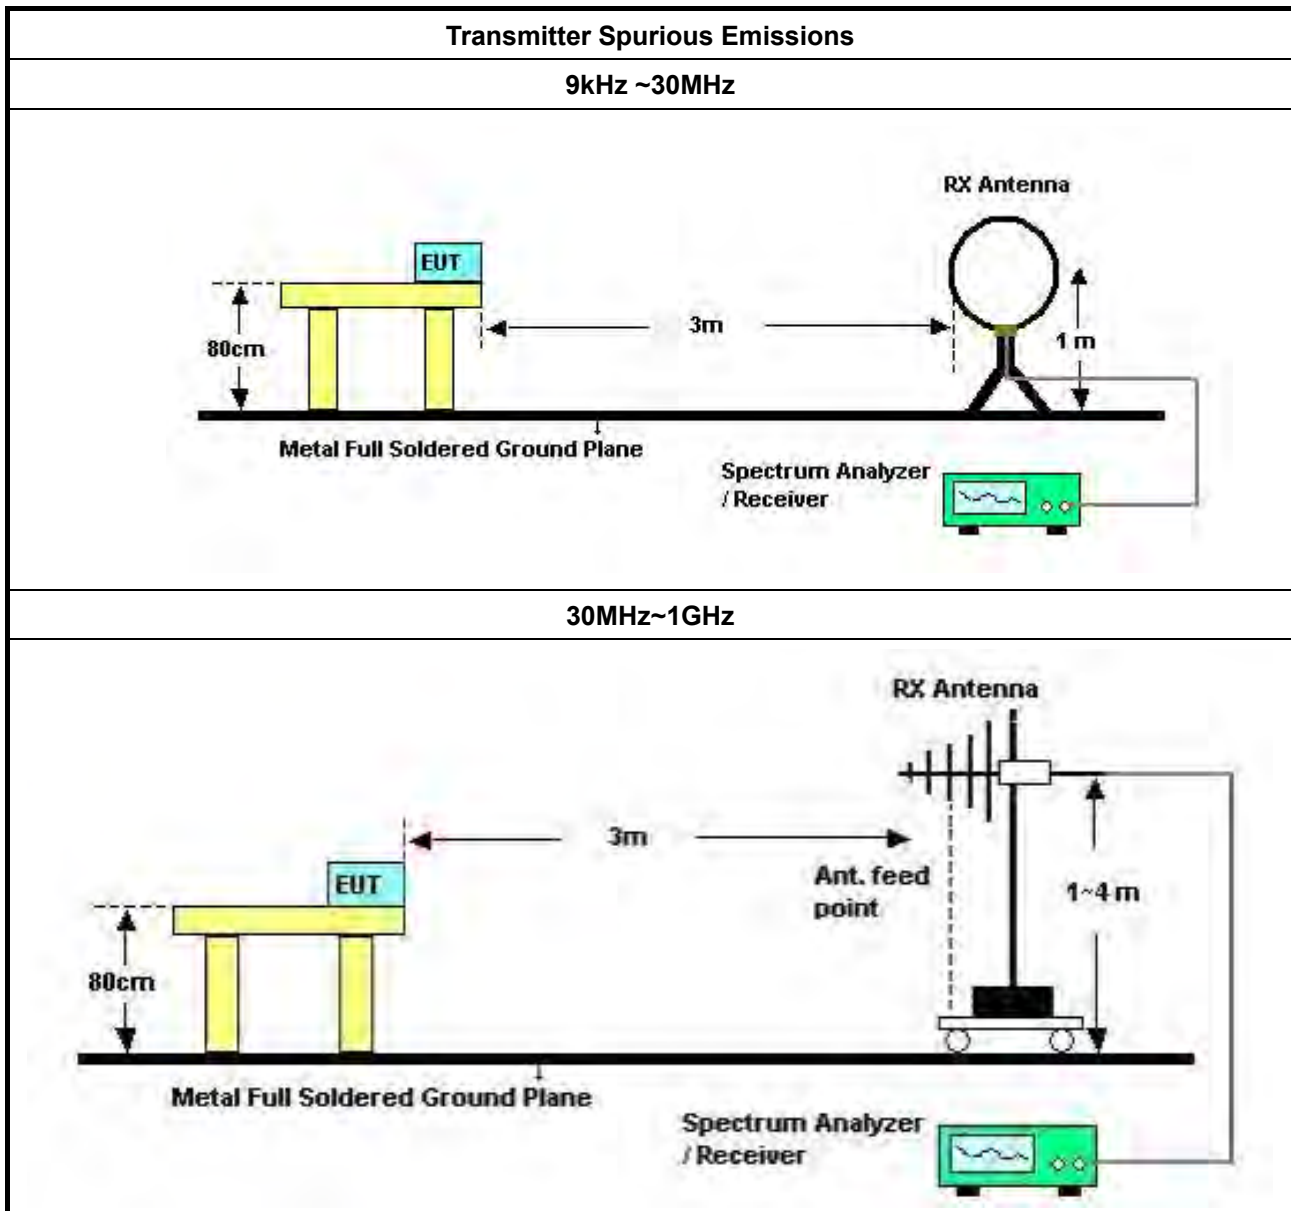 Transmitter Spurious Emissions
9kHz ~30MHz
RX Antenna
EUT
3m
80cm
1 m
Metal Full Soldered Ground Plane
Spectrum Analyzer
/ Receiver
30MHz~1GHz
RX Antenna
3m
EUT
Ant. feed
point
1~4 m
80cm
Metal Full Soldered Ground Plane
Spectrum Analyzer
/ Receiver